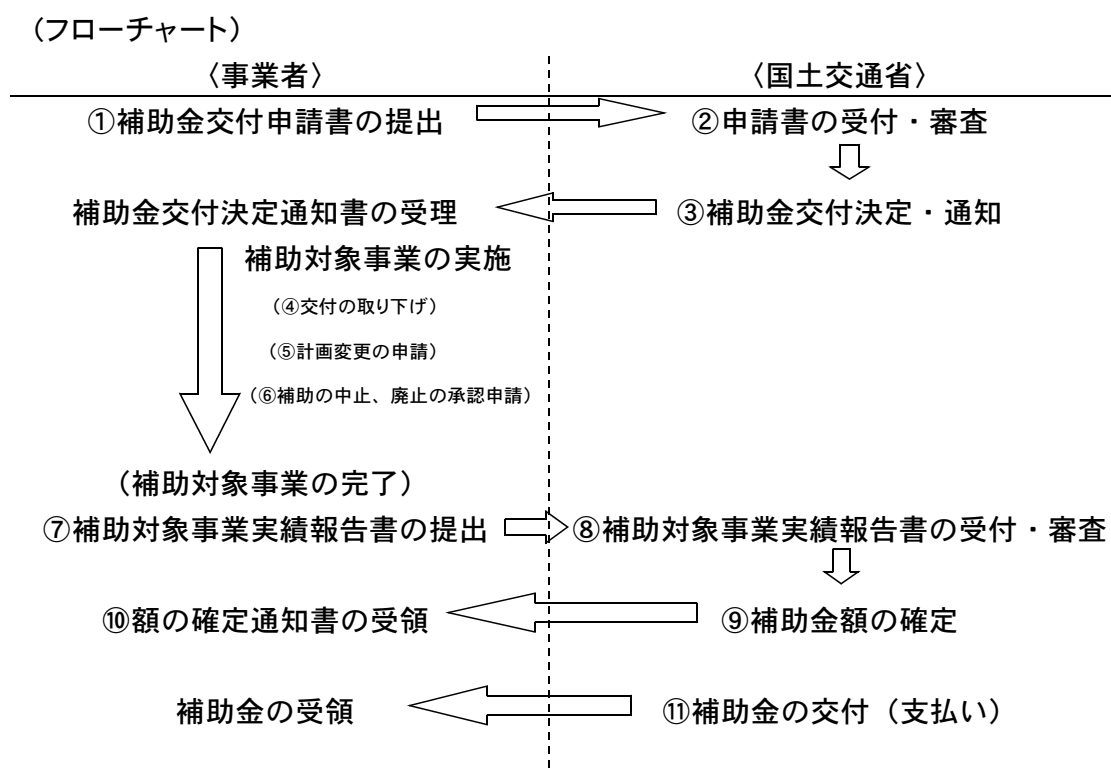 （フローチャート）
〈事業者〉 〈国土交通省〉
①補助金交付申請書の提出 ②申請書の受付・審査
補助金交付決定通知書の受理 ③補助金交付決定・通知
補助対象事業の実施
（④交付の取り下げ）
（⑤計画変更の申請）
（⑥補助の中止、廃止の承認申請）
（補助対象事業の完了）
⑦補助対象事業実績報告書の提出 ⑧補助対象事業実績報告書の受付・審査
⑩額の確定通知書の受領 ⑨補助金額の確定
補助金の受領 ⑪補助金の交付（支払い）